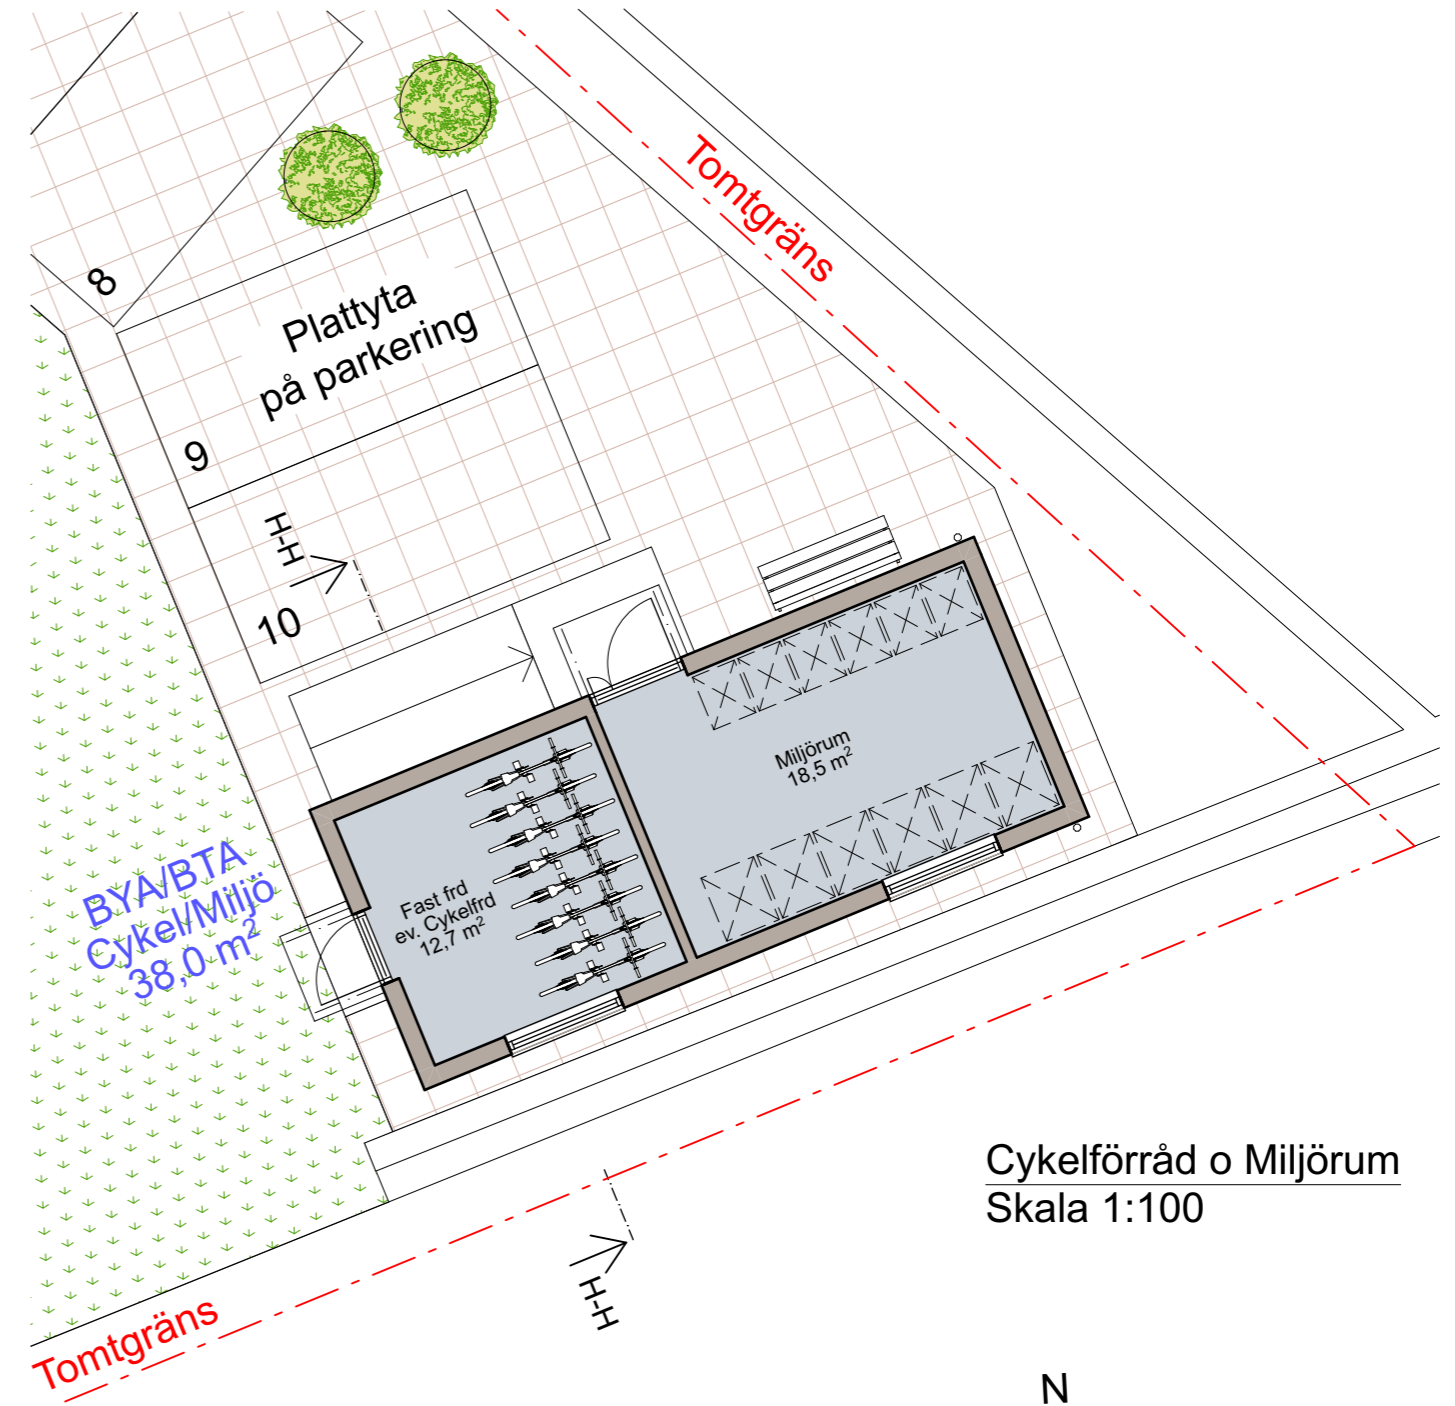 Tomtgräns
8
Plattyta
på parkering
9
H-H
10
Miljörum
18,5 m²
Fast frd
ev. Cykelfrd
12,7 m²
BYA/BTA
Cykel/Miljö
38,0 m²
Cykelförråd o Miljörum
Skala 1:100
H-H
Tomtgräns
N